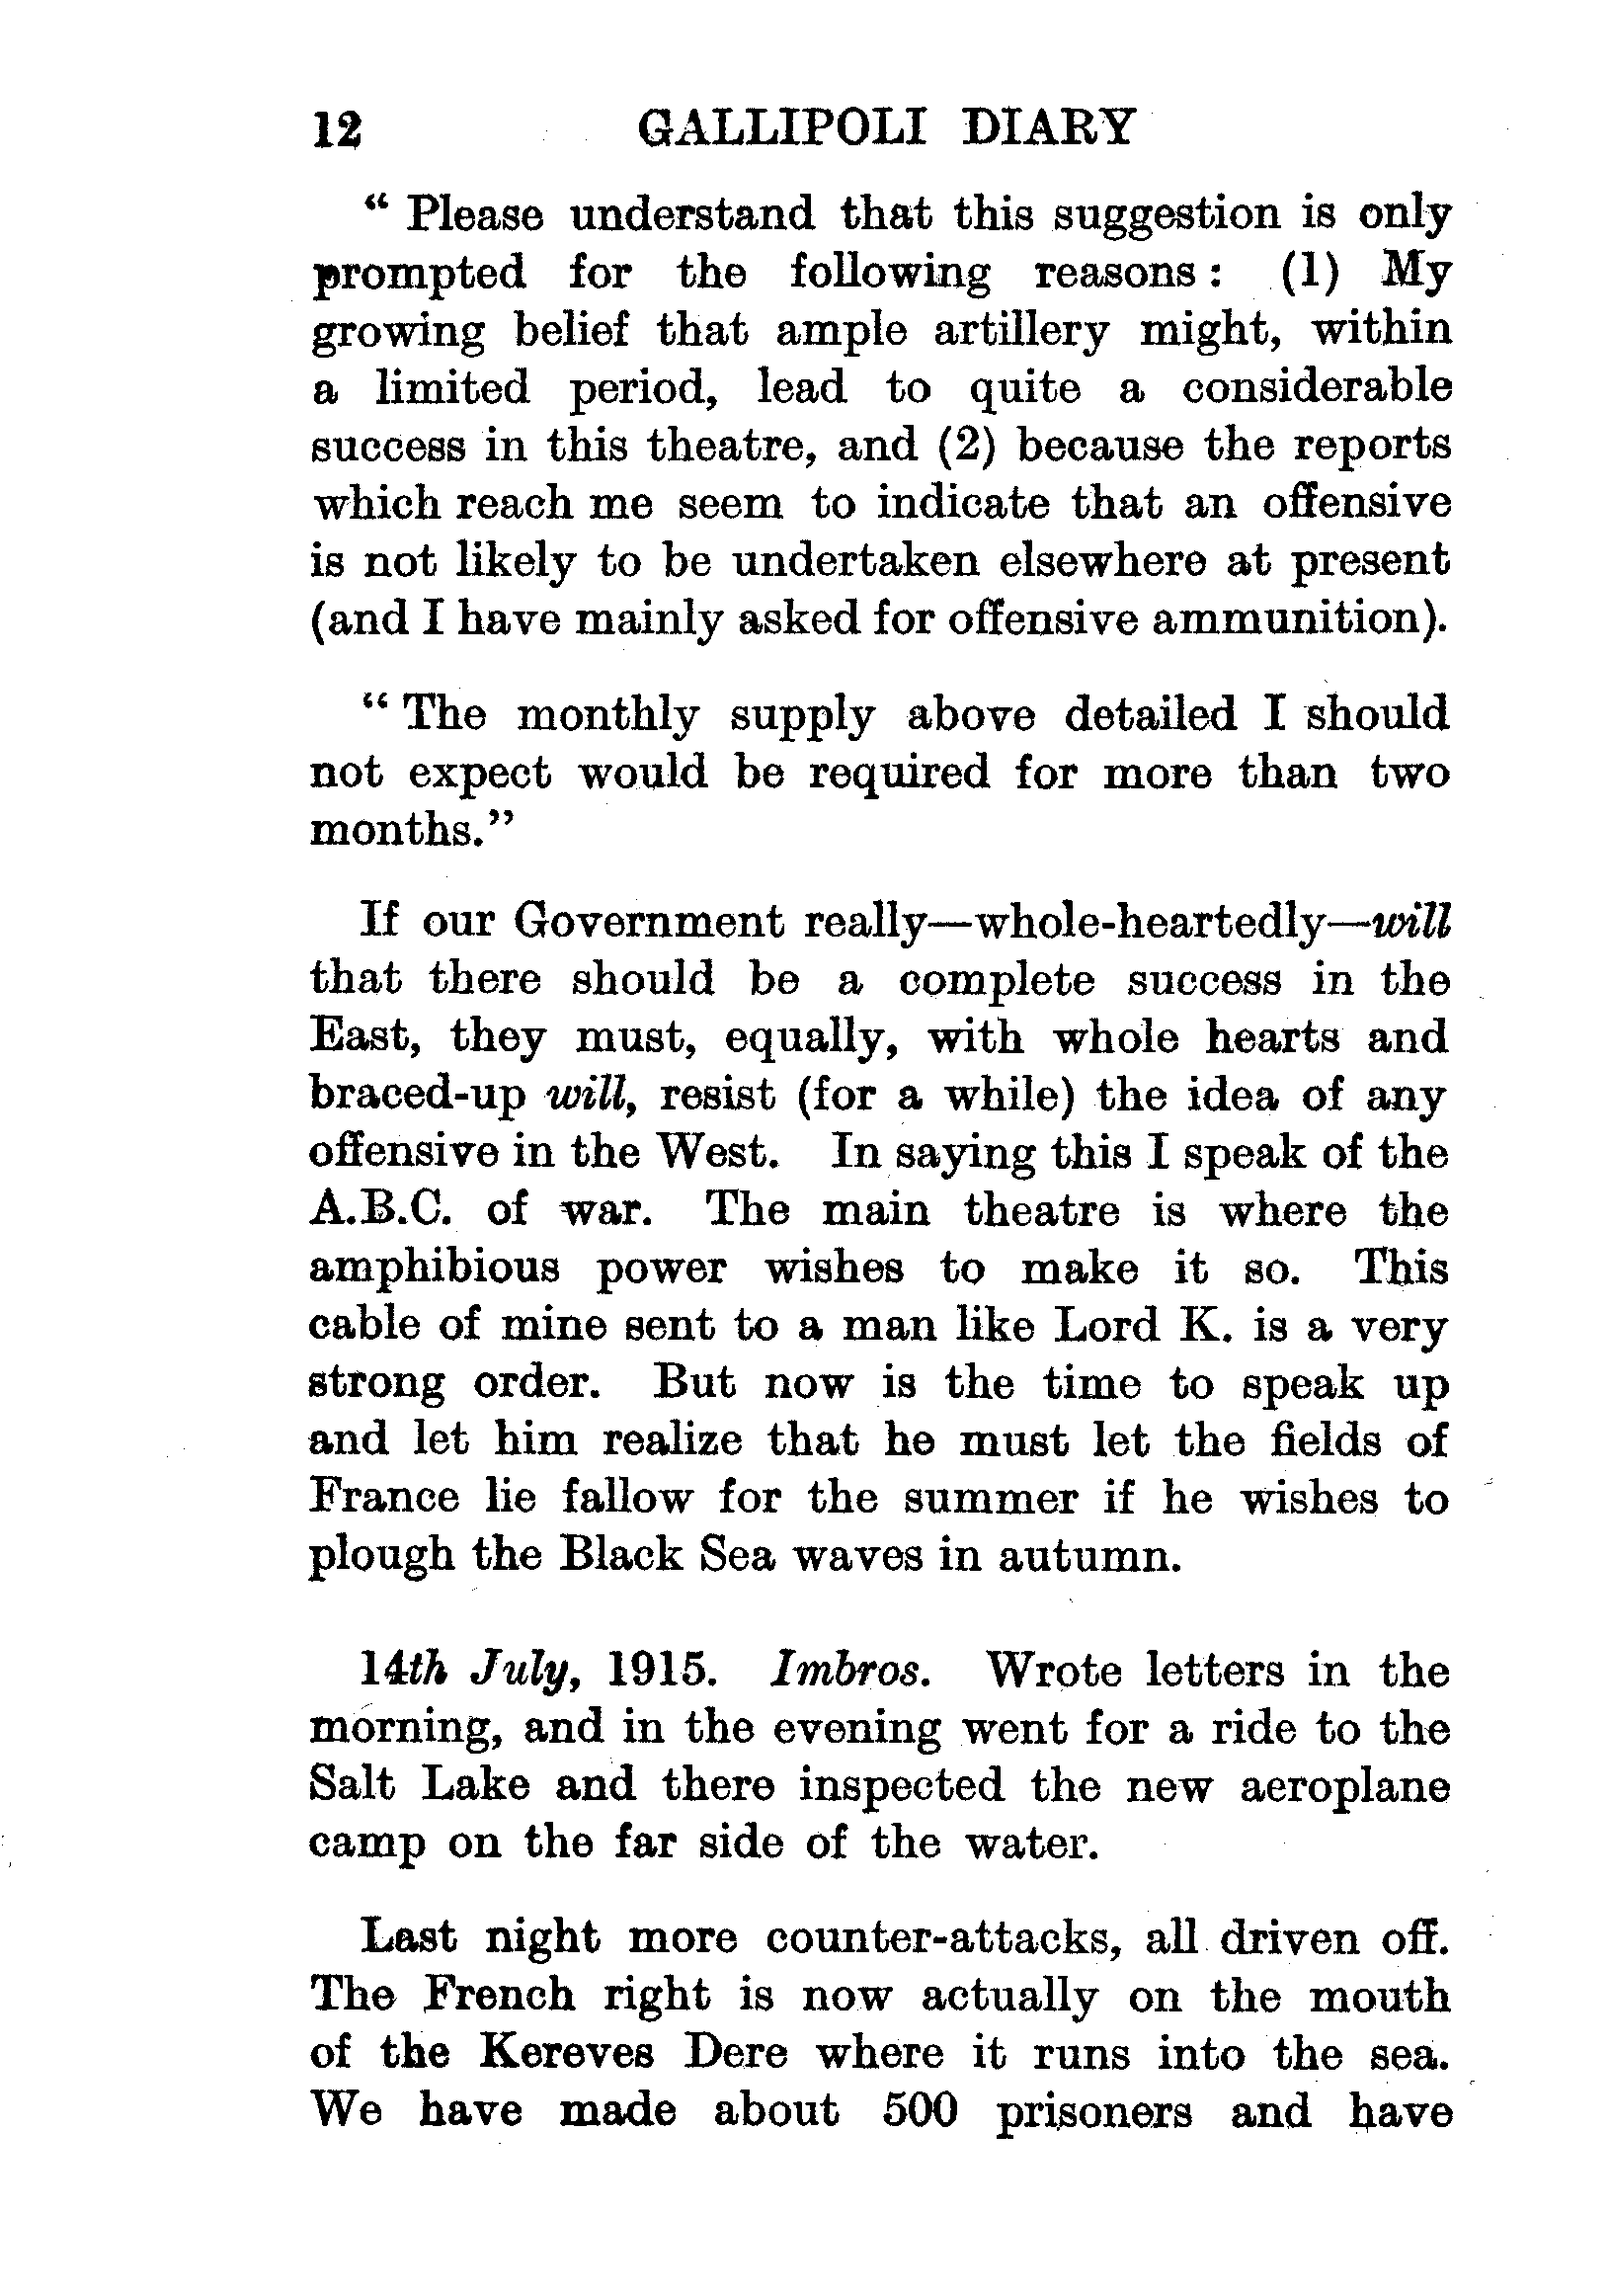 12 GALLIPOLI DIARY
“ Please understand that this suggestion is only
prompted for the following reasons : (1) My
growing belief that ample artillery might, within
a limited period, lead to quite a considerable
success in this theatre, and (2) because the reports
which reach me seem to indicate that an offensive
is not likely to be undertaken elsewhere at present
(and I have mainly asked for offensive ammunition).
“ The monthly supply above detailed I should
not expect would be required for more than two
months.”
If our Government really—whole-heartedly—will
that there should be a complete success in the
East, they must, equally, with whole hearts and
braced-up will, resist (for a while) the idea of any
offensive in the West. In saying this I speak of the
A.B.C. of war. The main theatre is where the
amphibious power wishes to make it so. This
cable of mine sent to a man like Lord K. is a very
strong order. But now is the time to speak up
and let him realize that he must let the fields of
France lie fallow for the summer if he wishes to
plough the Black Sea waves in autumn.
14th July, 1915. Imbros. Wrote letters in the
morning, and in the evening went for a ride to the
Salt Lake and there inspected the new aeroplane
camp on the far side of the water.
Last night more counter-attacks, all driven off.
The French right is now actually on the mouth
of the Kereves Dere where it runs into the sea.
We have made about 500 prisoners and have